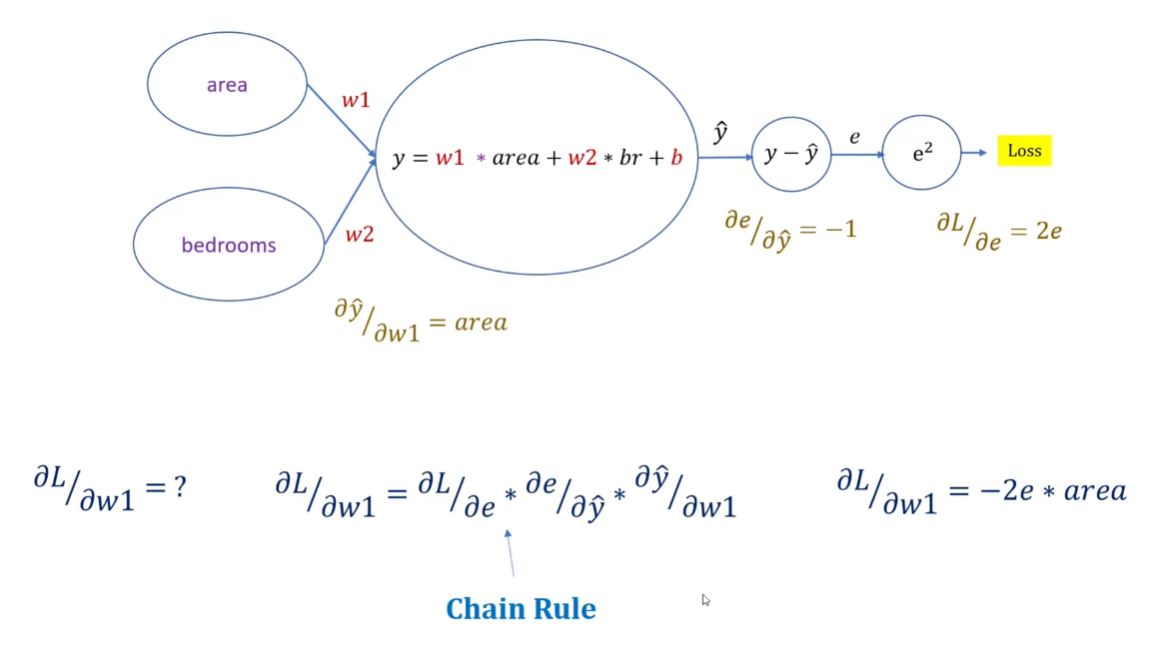 area
w1
y = w1 * area + w2 * br + b
ŷ
y − ŷ
e
e²
Loss
bedrooms
w2
∂e/∂ŷ = −1
∂L/∂e = 2e
∂ŷ/∂w1 = area
∂L/∂w1 = ?
∂L/∂w1 = ∂L/∂e * ∂e/∂ŷ * ∂ŷ/∂w1
∂L/∂w1 = −2e * area
Chain Rule